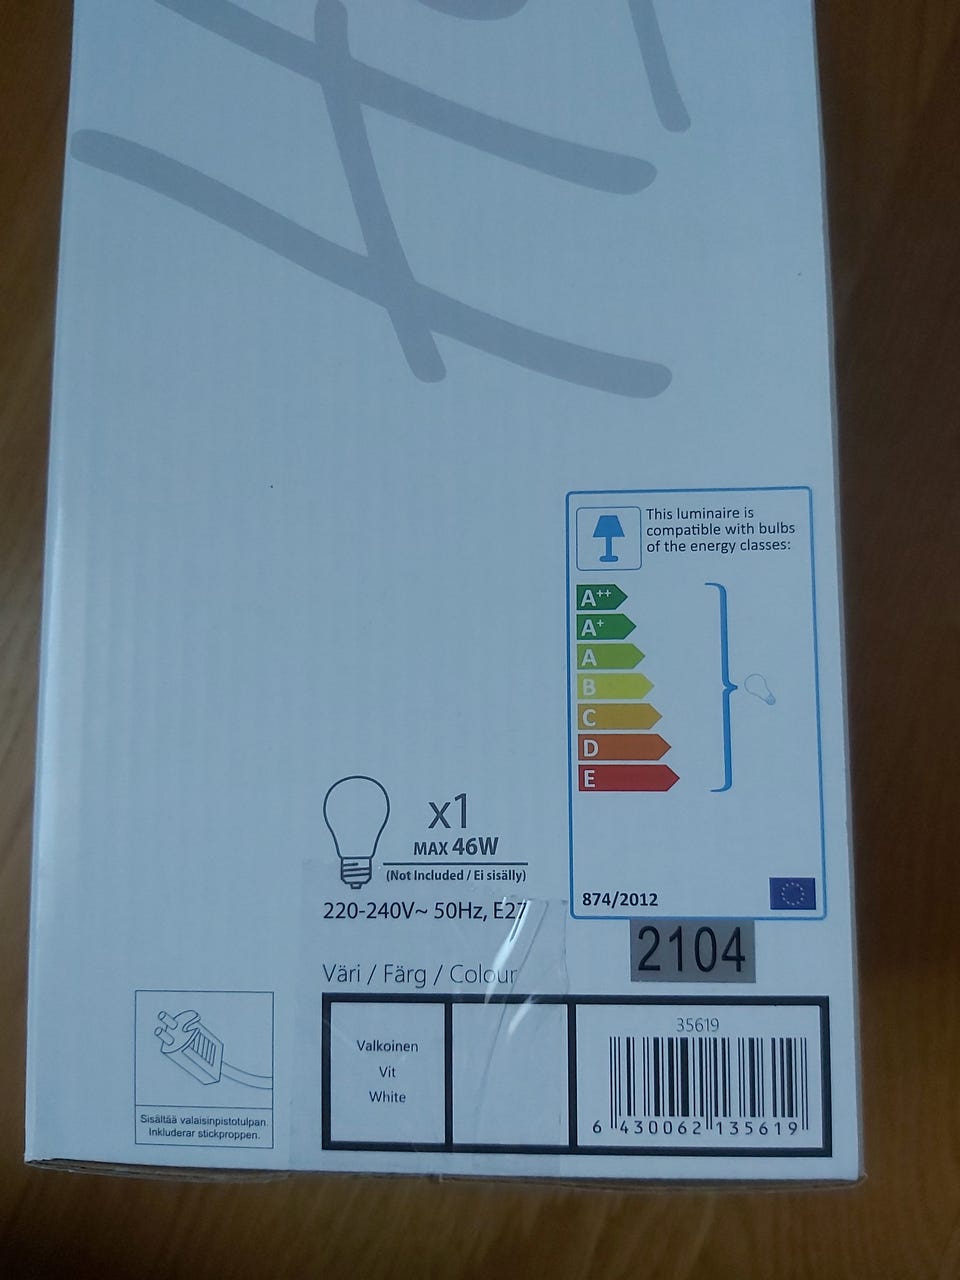 This luminaire is
compatible with bulbs
of the energy classes:
A++
A+
A
B
C
D
E
x1
MAX 46W
(Not Included / Ei sisälly)
220-240V~ 50Hz, E27
874/2012
2104
Väri / Färg / Colour
Valkoinen
Vit
White
35619
6 430062 135619
Sisältää valaisinpistotulpan.
Inkluderar stickproppen.